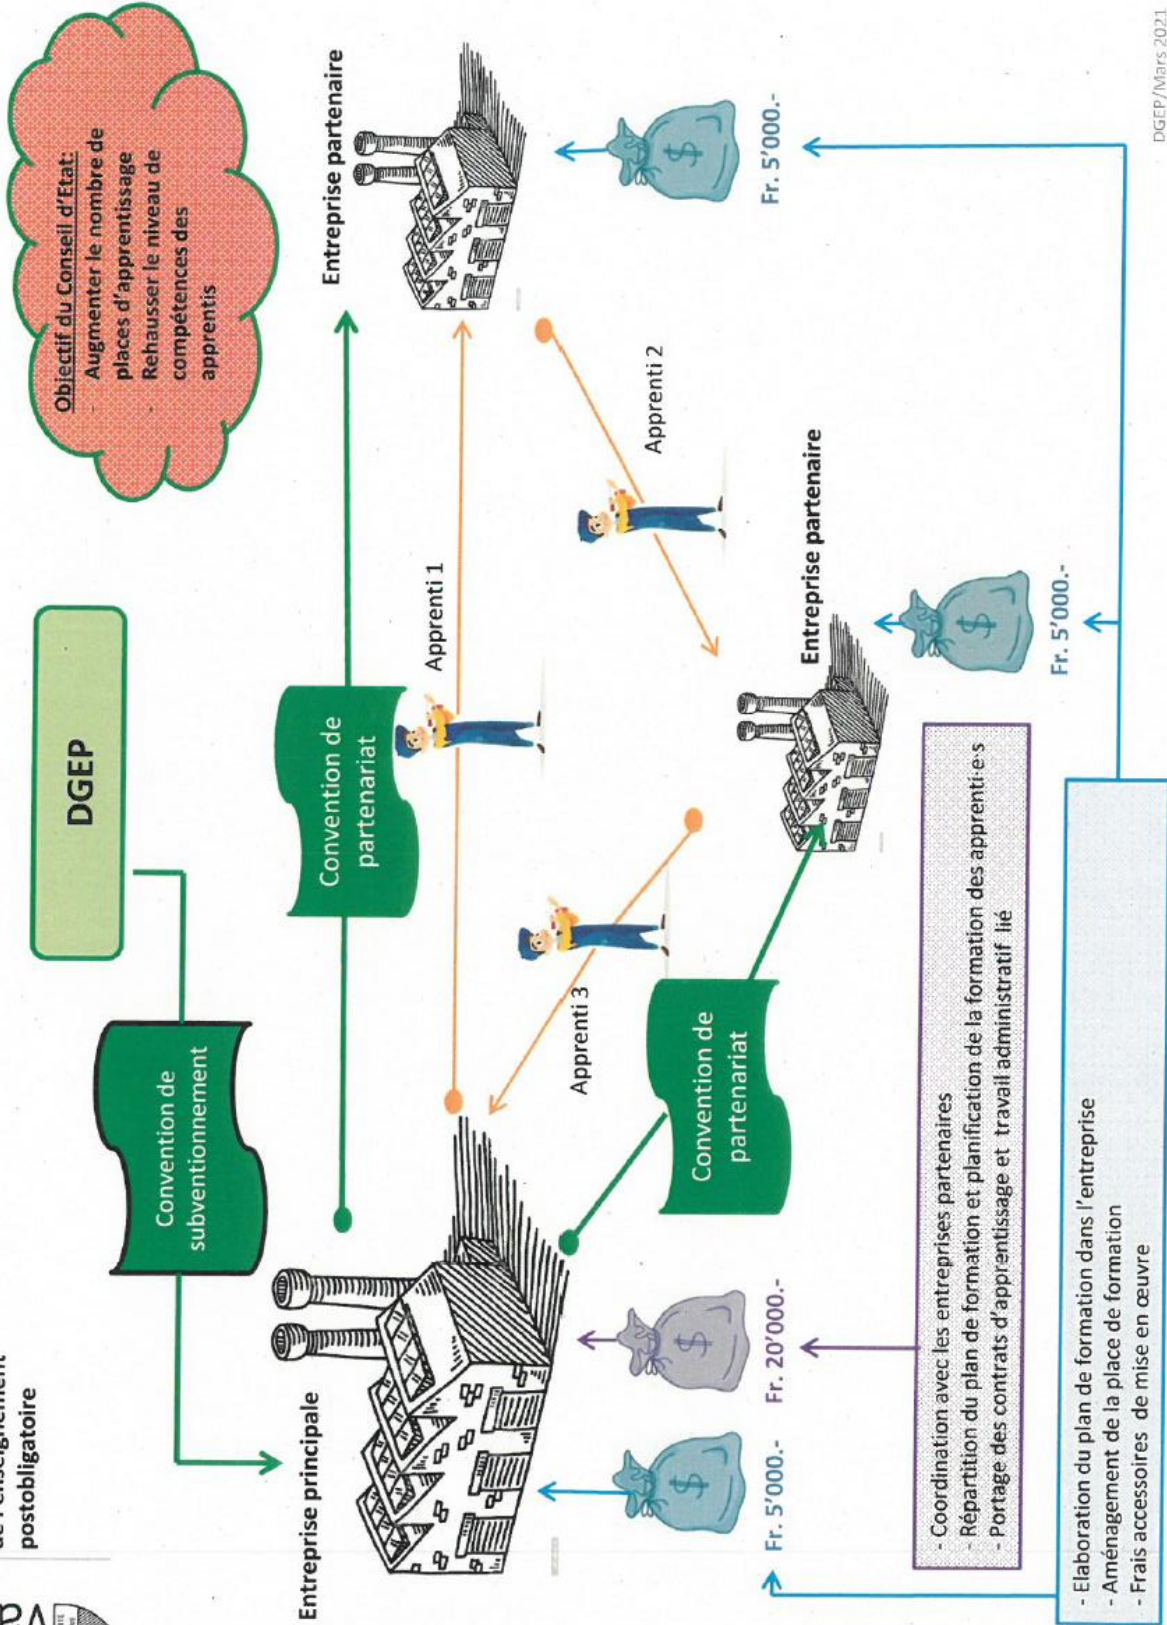 de l'enseignement
postobligatoire
DGEP
Objectif du Conseil d'Etat:
- Augmenter le nombre de
places d'apprentissage
- Rehausser le niveau de
compétences des
apprentis
Convention de
subventionnement
Convention de
partenariat
Entreprise principale
Entreprise partenaire
Apprenti 1
Apprenti 2
Apprenti 3
Convention de
partenariat
Entreprise partenaire
Fr. 5'000.-
Fr. 20'000.-
Fr. 5'000.-
Fr. 5'000.-
- Coordination avec les entreprises partenaires
- Répartition du plan de formation et planification de la formation des apprenti·e·s
- Portage des contrats d'apprentissage et travail administratif lié
- Elaboration du plan de formation dans l'entreprise
- Aménagement de la place de formation
- Frais accessoires de mise en œuvre
DGEP/Mars 2021